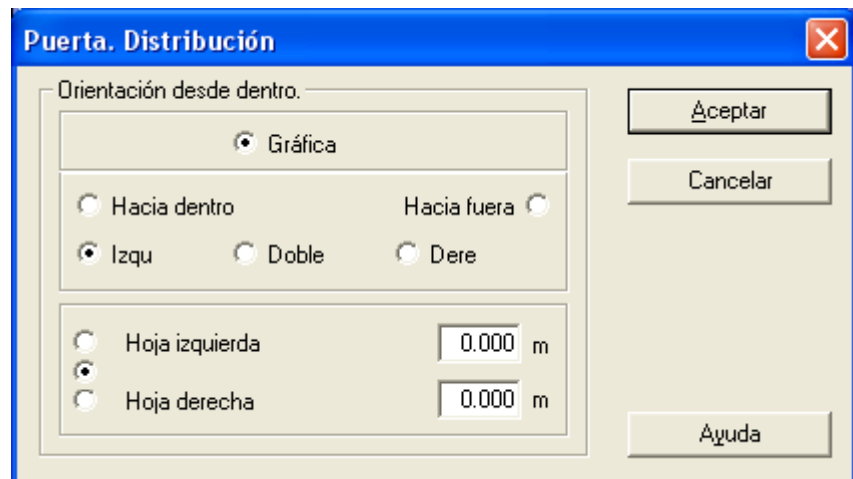 Puerta. Distribución
Orientación desde dentro.
Gráfica
Hacia dentro
Hacia fuera
Izqu
Doble
Dere
Hoja izquierda
0.000 m
Hoja derecha
0.000 m
Aceptar
Cancelar
Ayuda